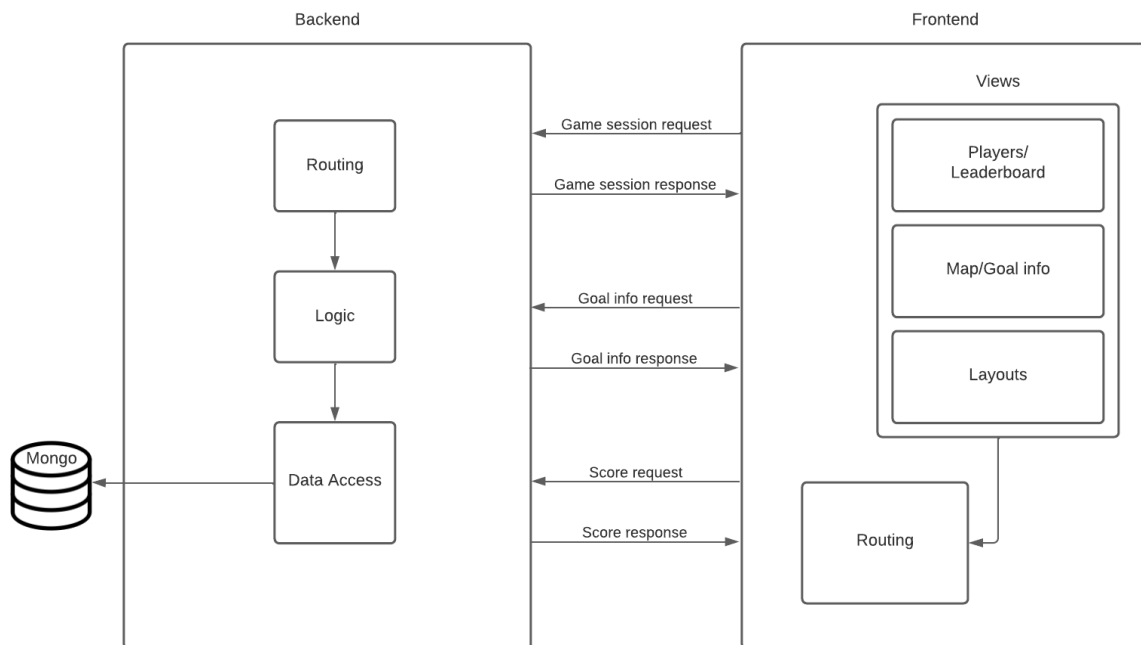 Backend
Frontend
Views
Game session request
Players/
Leaderboard
Routing
Game session response
Map/Goal info
Goal info request
Logic
Goal info response
Layouts
Mongo
Data Access
Score request
Score response
Routing